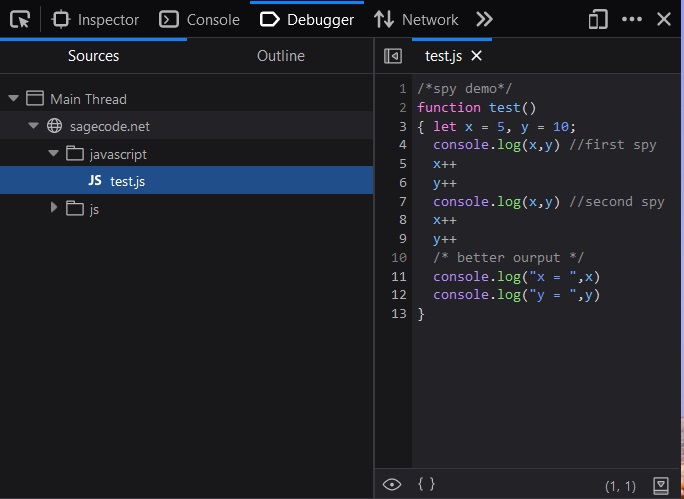 Inspector Console Debugger Network
Sources Outline
test.js
Main Thread
sagecode.net
javascript
JS test.js
js
1 /*spy demo*/
2 function test()
3 { let x = 5, y = 10;
4 console.log(x,y) //first spy
5 x++
6 y++
7 console.log(x,y) //second spy
8 x++
9 y++
10 /* better ourput */
11 console.log("x = ",x)
12 console.log("y = ",y)
13 }
{ } (1, 1)